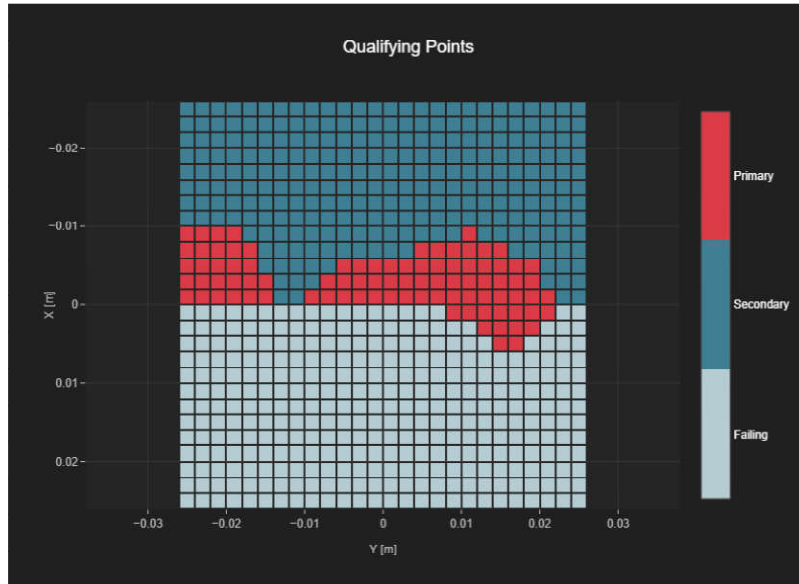 Qualifying Points
−0.02
−0.01
0
0.01
0.02
X [m]
−0.03
−0.02
−0.01
0
0.01
0.02
0.03
Y [m]
Primary
Secondary
Failing